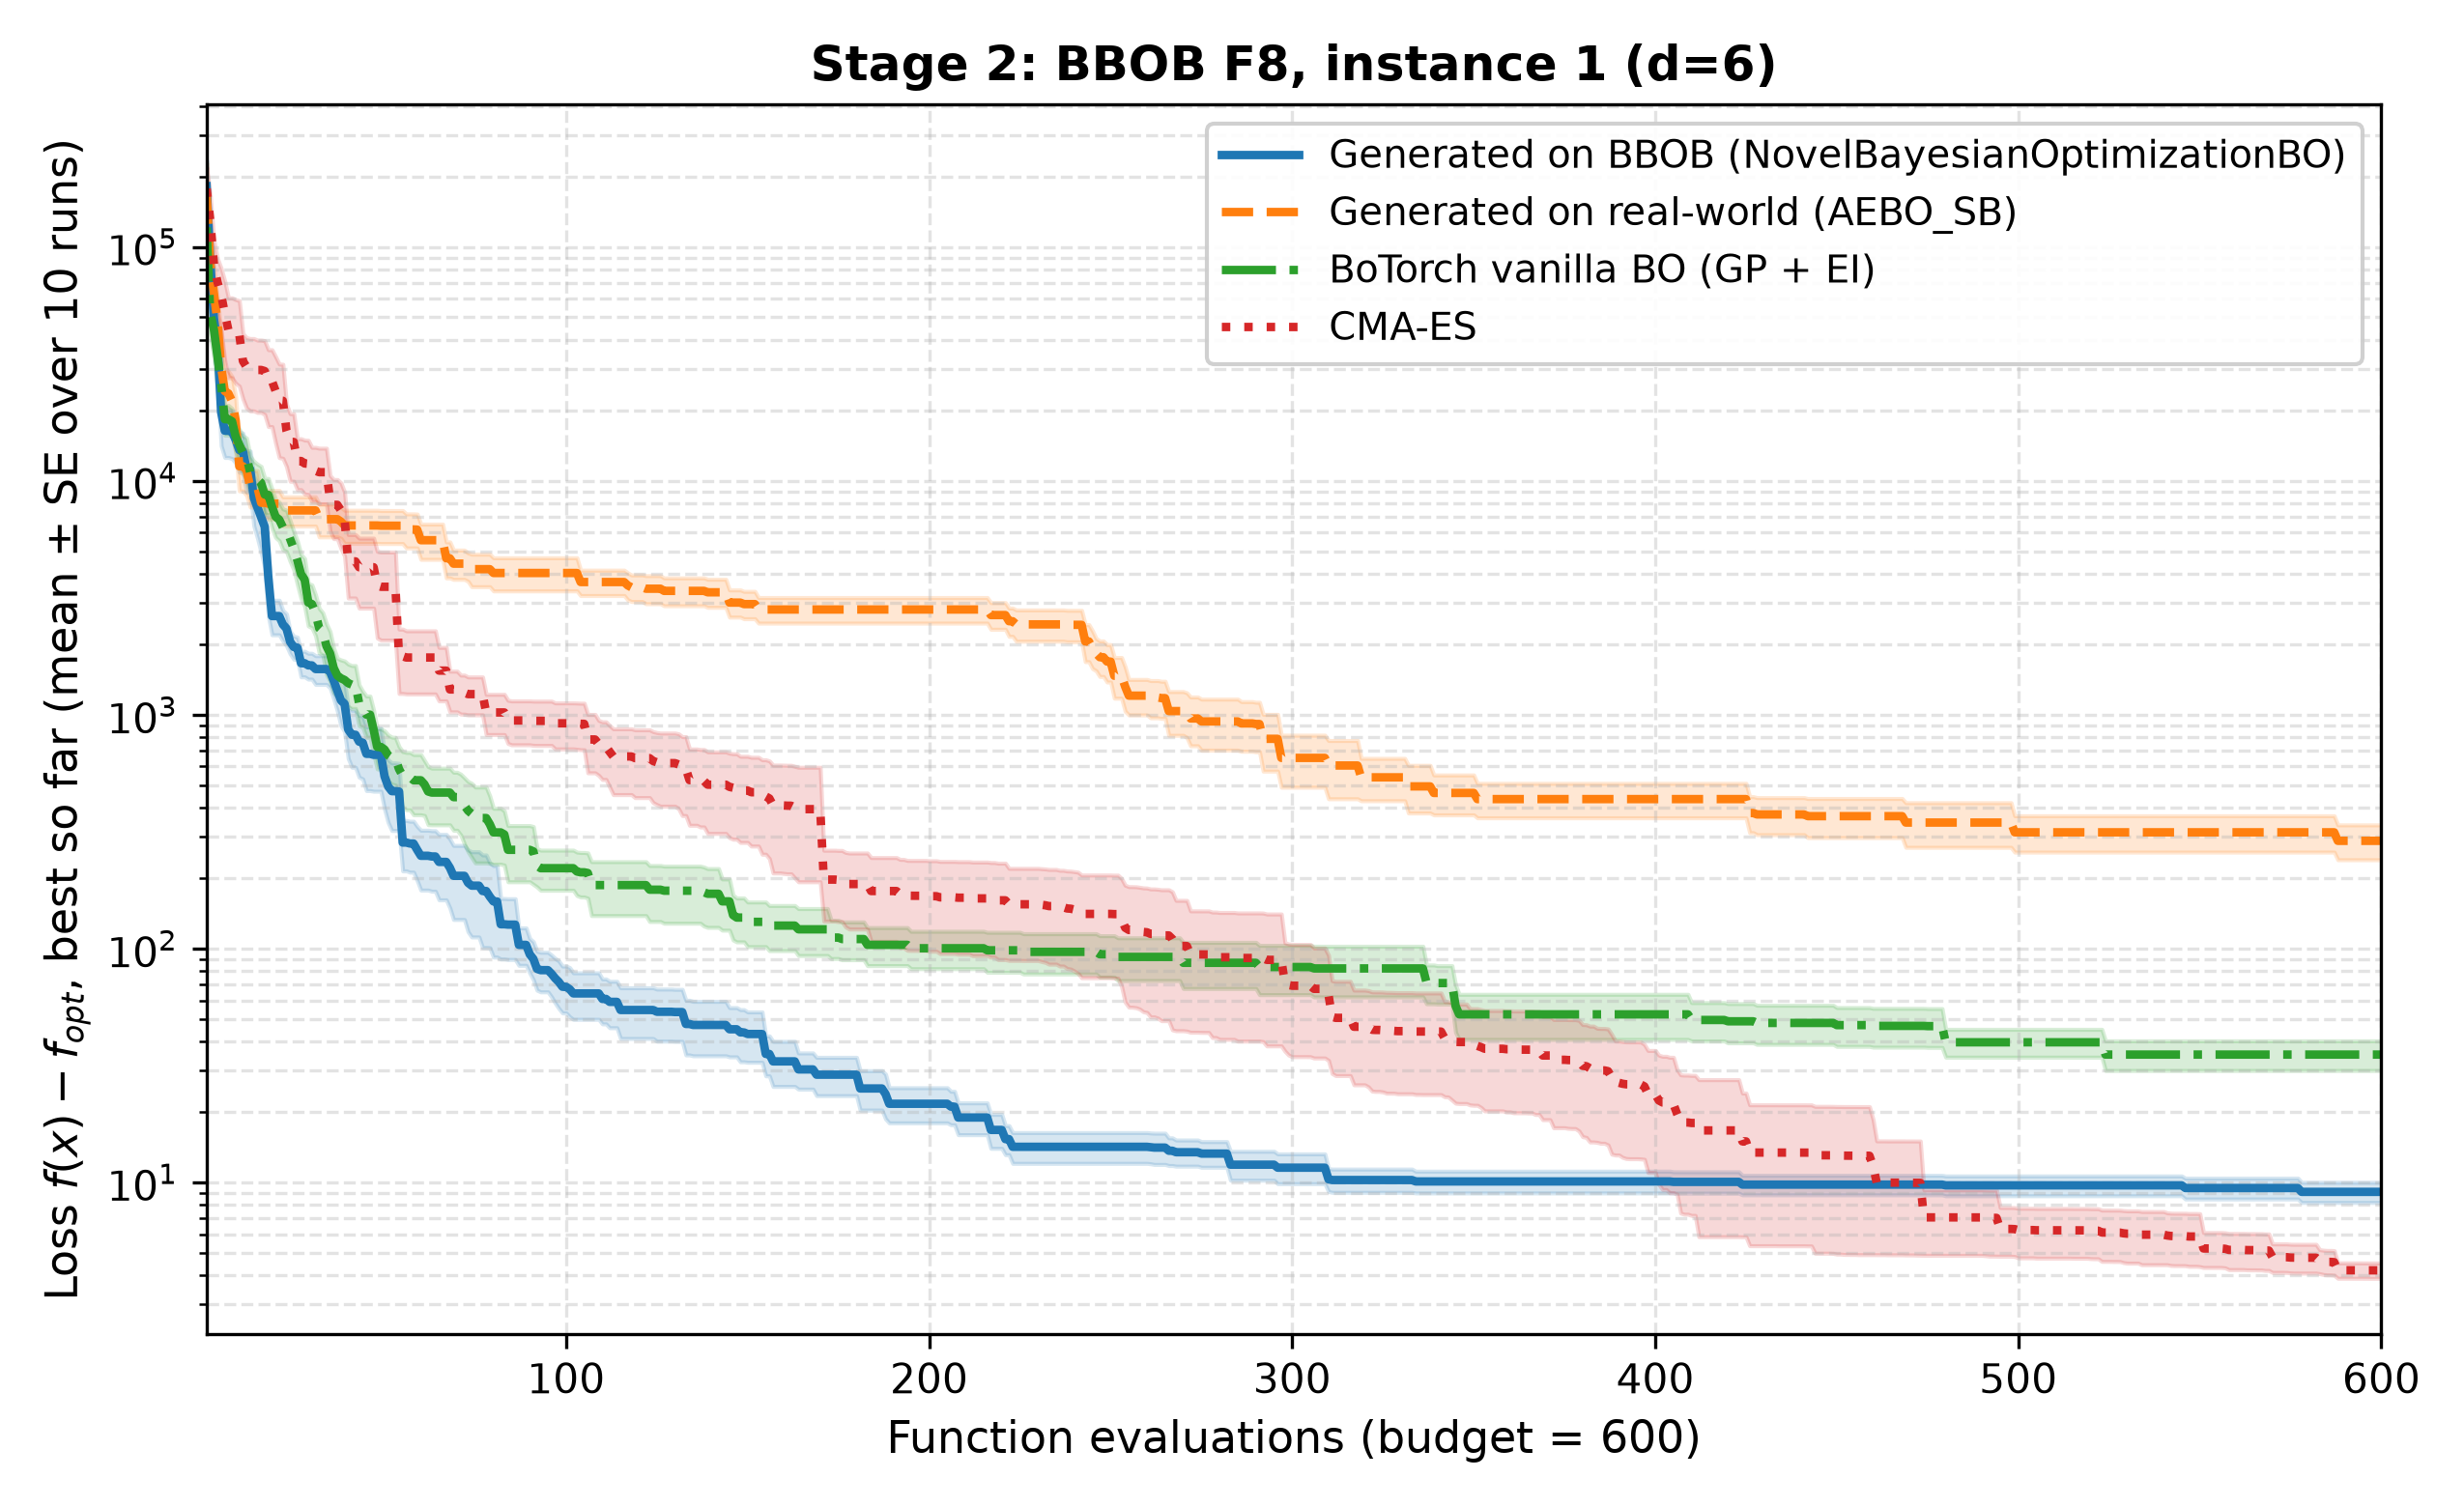 Stage 2: BBOB F8, instance 1 (d=6)
Loss f(x) − f_opt, best so far (mean ± SE over 10 runs)
10^5
10^4
10^3
10^2
10^1
Generated on BBOB (NovelBayesianOptimizationBO)
Generated on real-world (AEBO_SB)
BoTorch vanilla BO (GP + EI)
CMA-ES
100 200 300 400 500 600
Function evaluations (budget = 600)